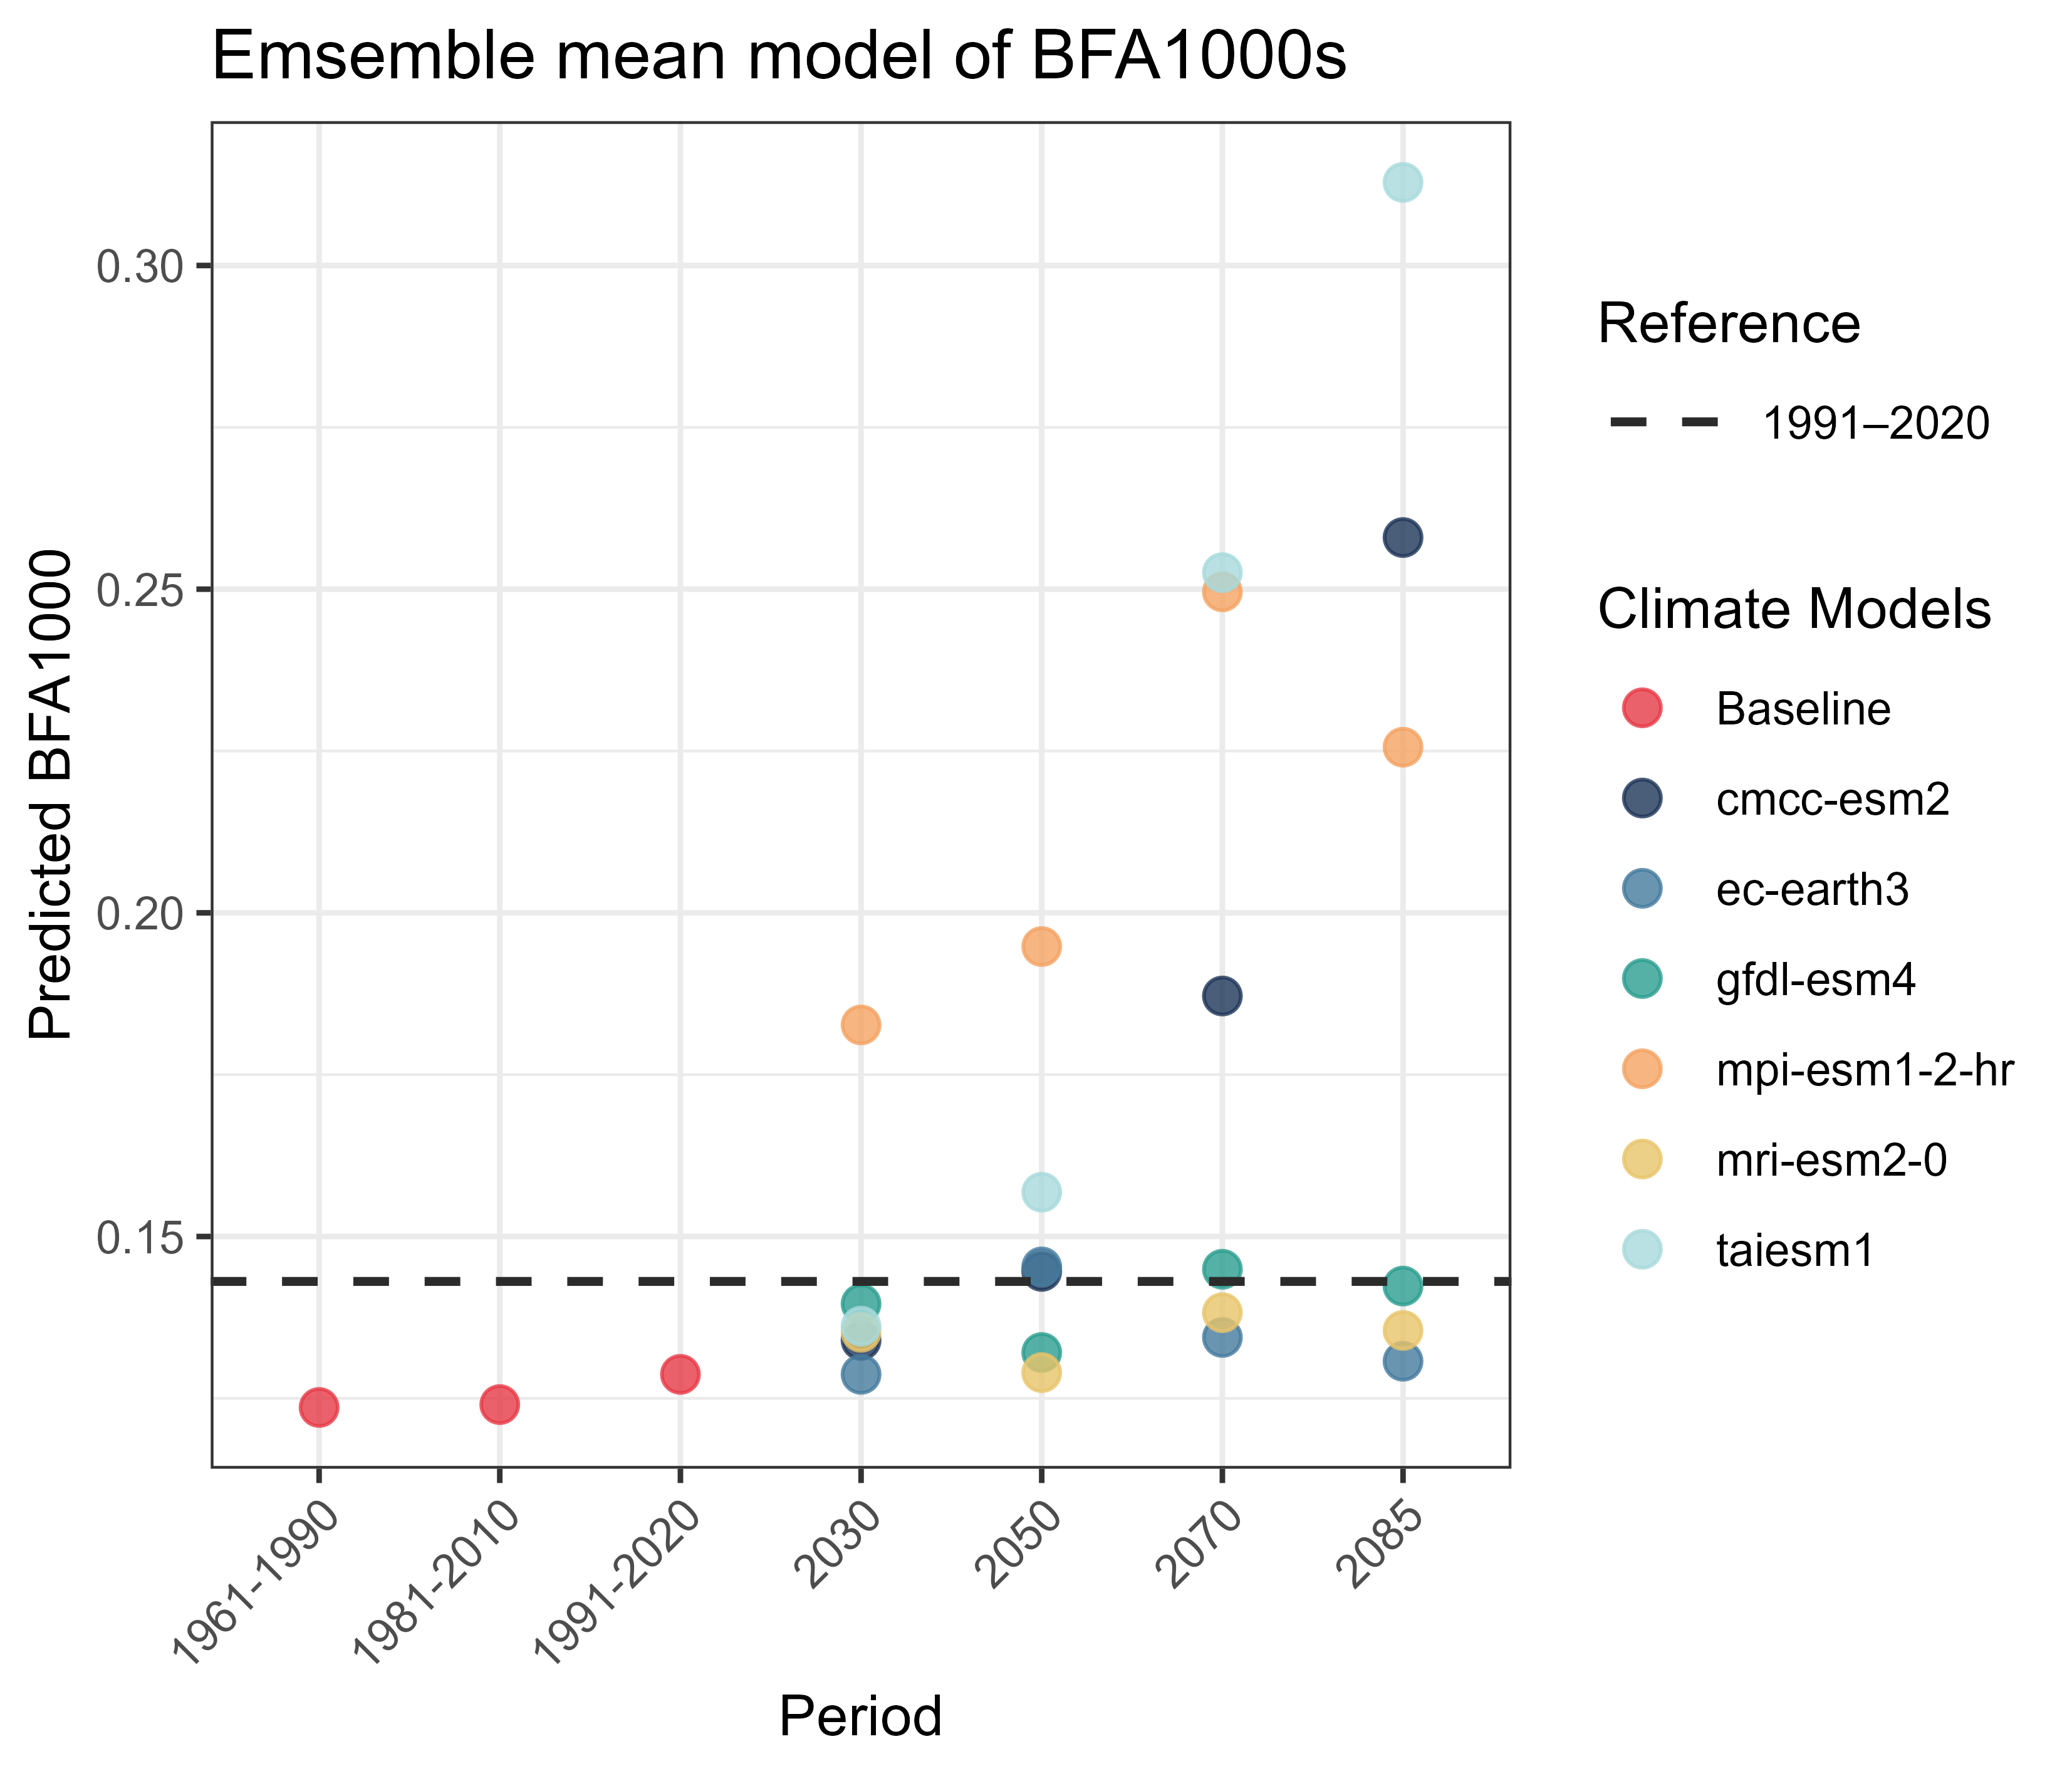 Emsemble mean model of BFA1000s
Predicted BFA1000
0.30
0.25
0.20
0.15
1961-1990
1981-2010
1991-2020
2030
2050
2070
2085
Period
Reference
1991–2020
Climate Models
Baseline
cmcc-esm2
ec-earth3
gfdl-esm4
mpi-esm1-2-hr
mri-esm2-0
taiesm1